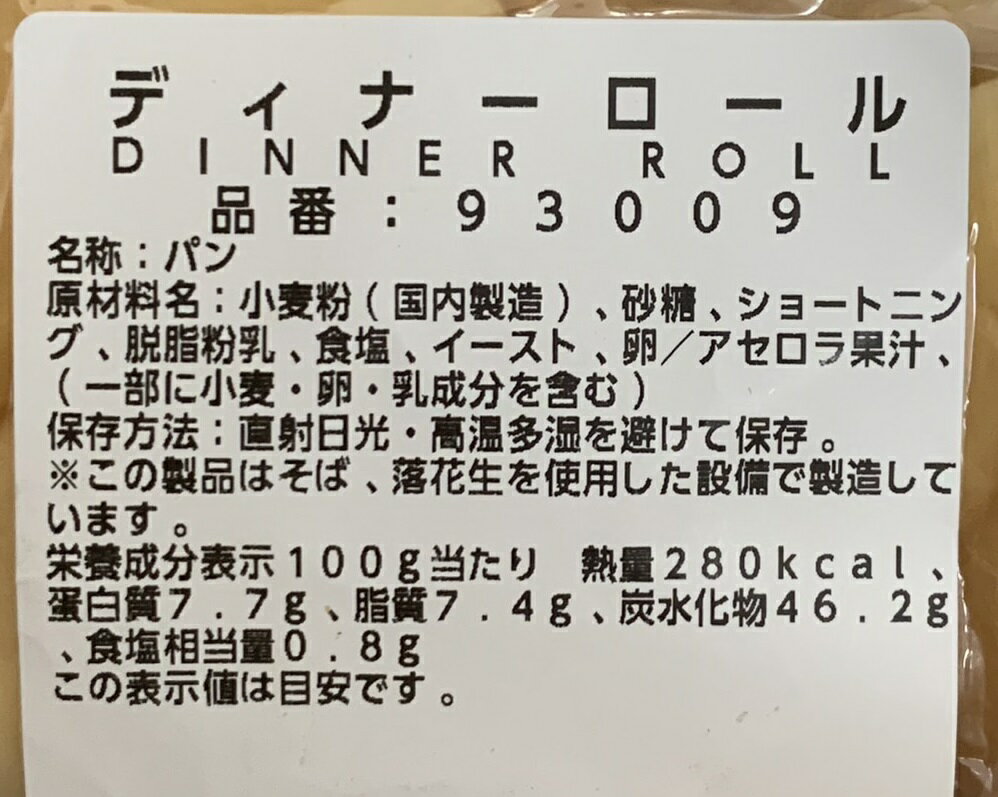 ディナーロール
DINNER ROLL
品番：93009
名称：パン
原材料名：小麦粉（国内製造）、砂糖、ショートニン
グ、脱脂粉乳、食塩、イースト、卵／アセロラ果汁、
（一部に小麦・卵・乳成分を含む）
保存方法：直射日光・高温多湿を避けて保存。
※この製品はそば、落花生を使用した設備で製造して
います。
栄養成分表示100g当たり　熱量280kcal、
蛋白質7.7g、脂質7.4g、炭水化物46.2g
、食塩相当量0.8g
この表示値は目安です。